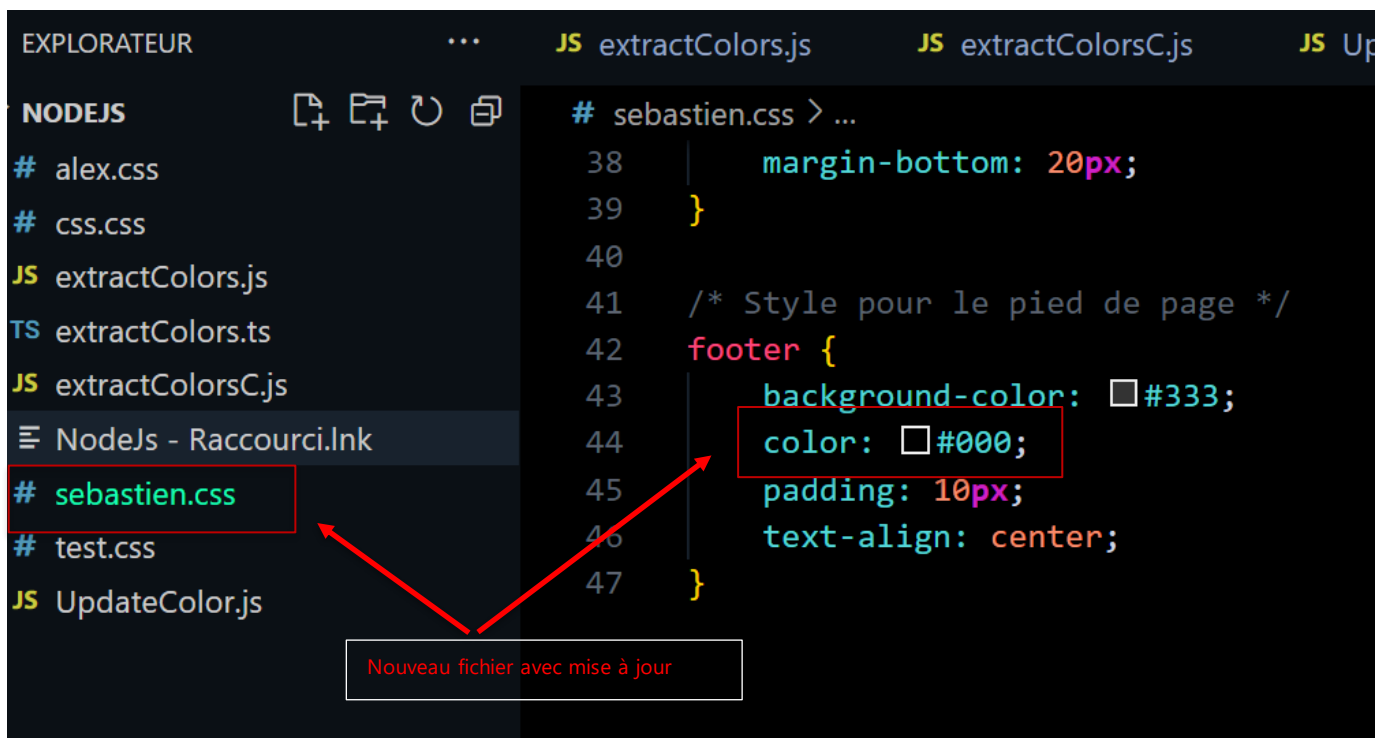 EXPLORATEUR ...
NODEJS
# alex.css
# css.css
JS extractColors.js
TS extractColors.ts
JS extractColorsC.js
NodeJs - Raccourci.lnk
# sebastien.css
# test.css
JS UpdateColor.js
JS extractColors.js JS extractColorsC.js JS Up
# sebastien.css > ...
38 margin-bottom: 20px;
39 }
40
41 /* Style pour le pied de page */
42 footer {
43 background-color: #333;
44 color: #000;
45 padding: 10px;
46 text-align: center;
47 }
Nouveau fichier avec mise à jour